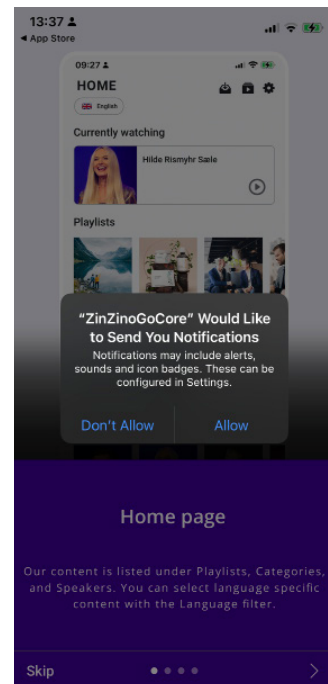 13:37
◀ App Store
09:27
HOME
English
Currently watching
Hilde Rismyhr Sæle
Playlists
“ZinZinoGoCore” Would Like
to Send You Notifications
Notifications may include alerts,
sounds and icon badges. These can be
configured in Settings.
Don’t Allow
Allow
Home page
Our content is listed under Playlists, Categories,
and Speakers. You can select language specific
content with the Language filter.
Skip